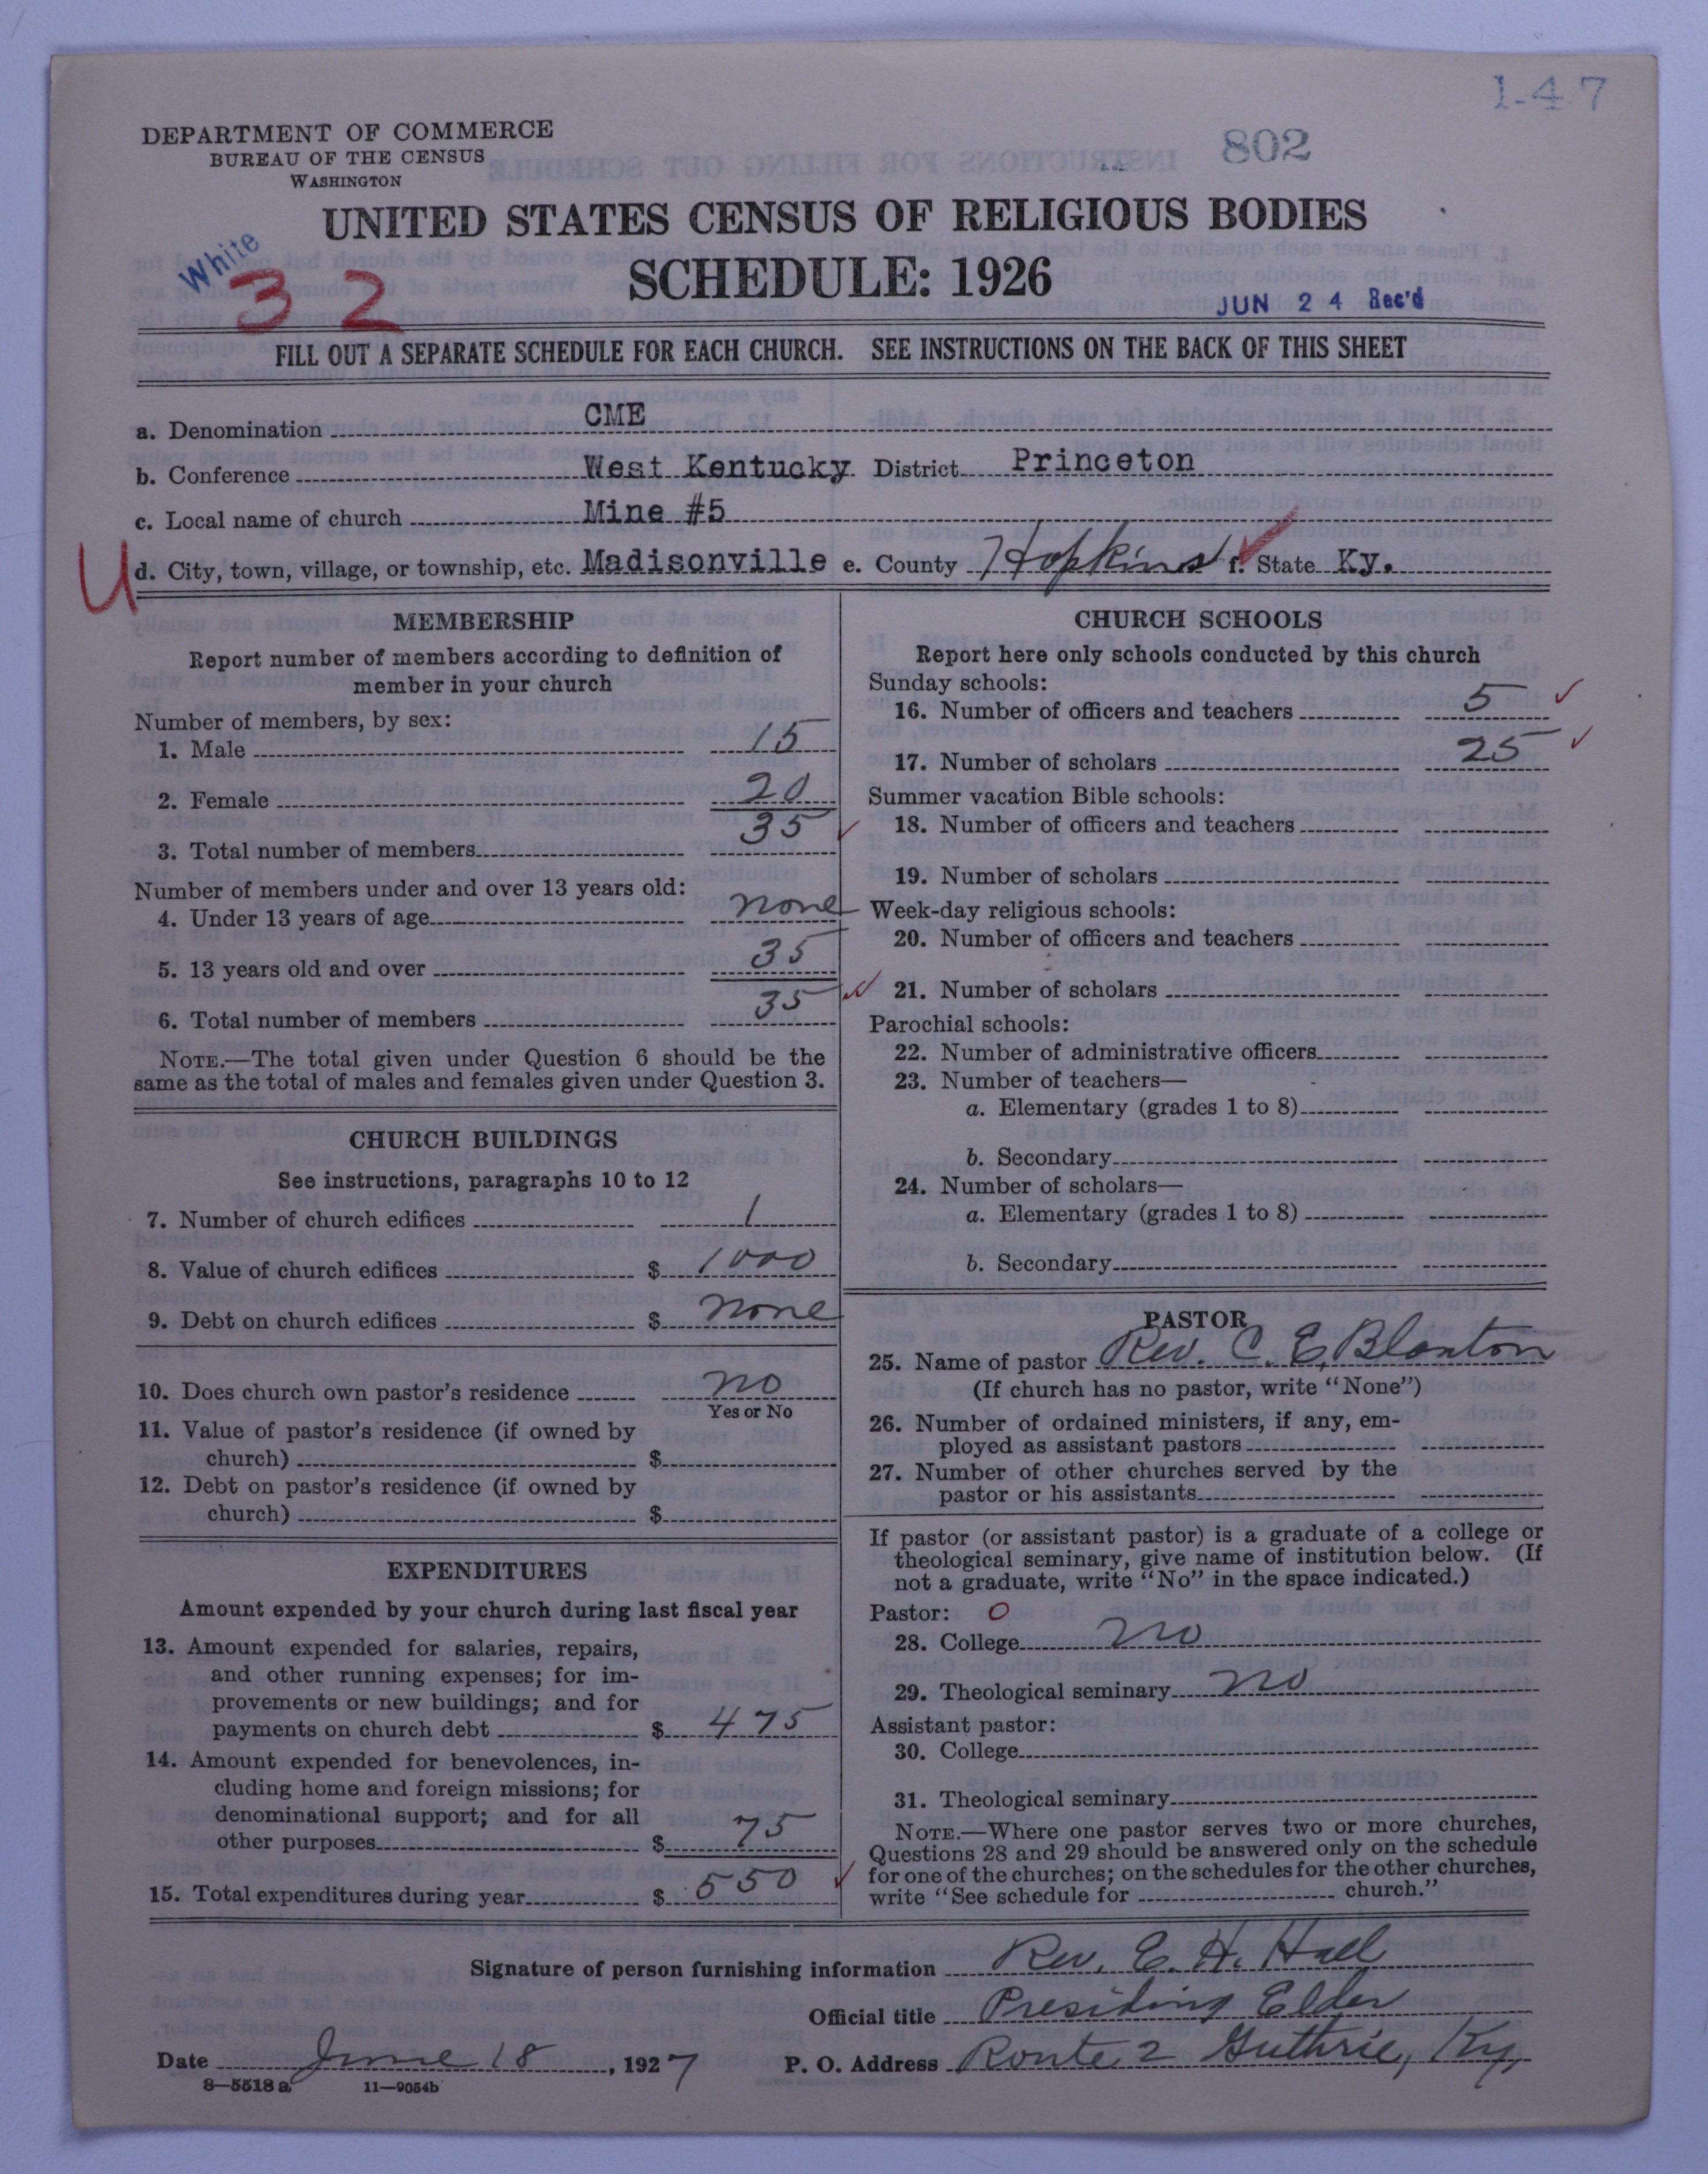 1-47
802
DEPARTMENT OF COMMERCE
BUREAU OF THE CENSUS
WASHINGTON
UNITED STATES CENSUS OF RELIGIOUS BODIES
SCHEDULE: 1926
White
32
JUN 24 Rec'd
FILL OUT A SEPARATE SCHEDULE FOR EACH CHURCH. SEE INSTRUCTIONS ON THE BACK OF THIS SHEET
a. Denomination CME
b. Conference West Kentucky District Princeton
c. Local name of church Mine #5
U d. City, town, village, or township, etc. Madisonville e. County Hopkins f. State Ky.
MEMBERSHIP
Report number of members according to definition of
member in your church
Number of members, by sex:
1. Male 15
2. Female 20
3. Total number of members 35
Number of members under and over 13 years old:
4. Under 13 years of age none
5. 13 years old and over 35
6. Total number of members 35
NOTE.—The total given under Question 6 should be the
same as the total of males and females given under Question 3.
CHURCH BUILDINGS
See instructions, paragraphs 10 to 12
7. Number of church edifices 1
8. Value of church edifices $ 1000
9. Debt on church edifices $ none
10. Does church own pastor's residence no
Yes or No
11. Value of pastor's residence (if owned by
church) $
12. Debt on pastor's residence (if owned by
church) $
EXPENDITURES
Amount expended by your church during last fiscal year
13. Amount expended for salaries, repairs,
and other running expenses; for im-
provements or new buildings; and for
payments on church debt $ 475
14. Amount expended for benevolences, in-
cluding home and foreign missions; for
denominational support; and for all
other purposes $ 75
15. Total expenditures during year $ 550
CHURCH SCHOOLS
Report here only schools conducted by this church
Sunday schools:
16. Number of officers and teachers 5
17. Number of scholars 25
Summer vacation Bible schools:
18. Number of officers and teachers
19. Number of scholars
Week-day religious schools:
20. Number of officers and teachers
21. Number of scholars
Parochial schools:
22. Number of administrative officers
23. Number of teachers—
a. Elementary (grades 1 to 8)
b. Secondary
24. Number of scholars—
a. Elementary (grades 1 to 8)
b. Secondary
PASTOR
25. Name of pastor Rev. C. E. Blanton
(If church has no pastor, write "None")
26. Number of ordained ministers, if any, em-
ployed as assistant pastors
27. Number of other churches served by the
pastor or his assistants
If pastor (or assistant pastor) is a graduate of a college or
theological seminary, give name of institution below. (If
not a graduate, write "No" in the space indicated.)
Pastor: 0
28. College no
29. Theological seminary no
Assistant pastor:
30. College
31. Theological seminary
NOTE.—Where one pastor serves two or more churches,
Questions 28 and 29 should be answered only on the schedule
for one of the churches; on the schedules for the other churches,
write "See schedule for church."
Signature of person furnishing information Rev. E. H. Hall
Official title Presiding Elder
Date June 18, 1927 P. O. Address Route 2 Guthrie, Ky,
8—5518 a 11—9054b